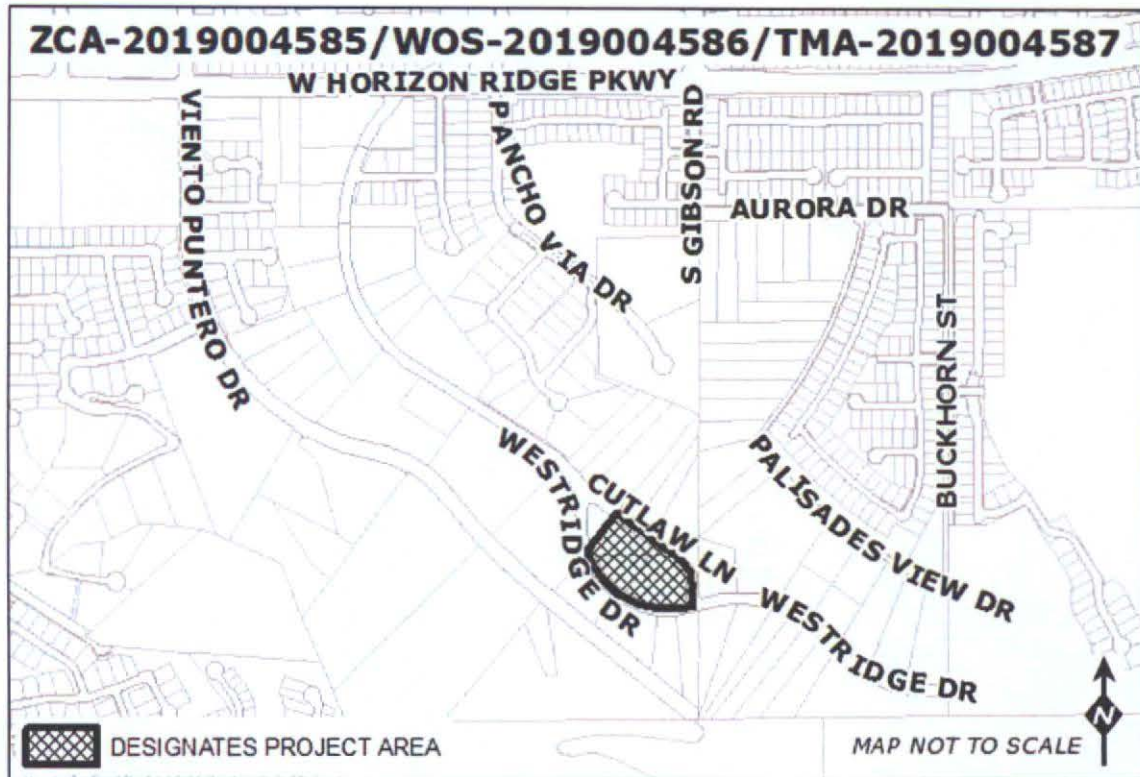 ZCA-2019004585/WOS-2019004586/TMA-2019004587
W HORIZON RIDGE PKWY
VIENTO PUNTERO DR
PANCHO VIA DR
S GIBSON RD
AURORA DR
BUCKHORN ST
WESTRIDGE DR
CUTLAW LN
PALISADES VIEW DR
WESTRIDGE DR
DESIGNATES PROJECT AREA
N
MAP NOT TO SCALE